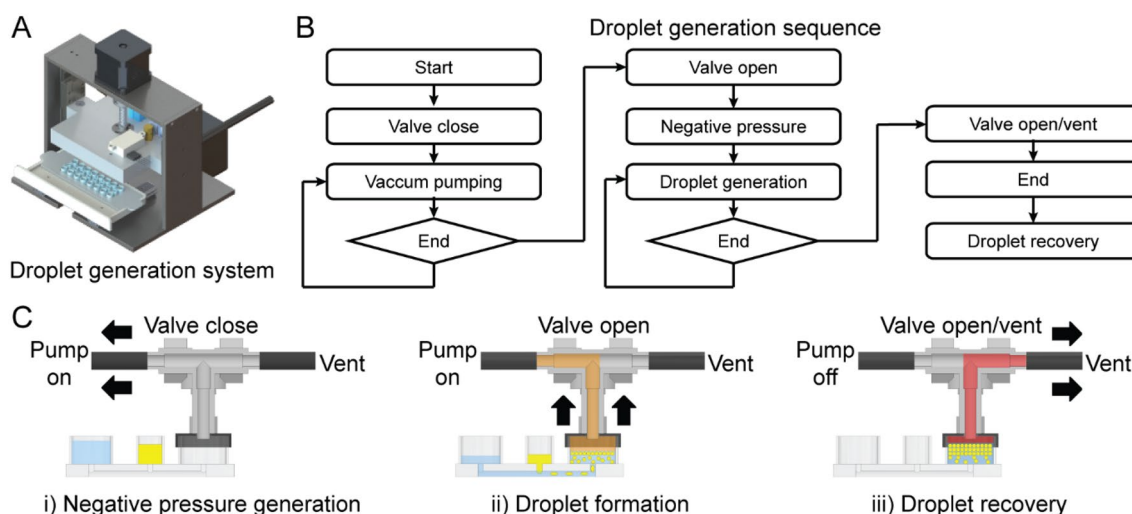 A
Droplet generation system
B
Droplet generation sequence
Start
Valve close
Vaccum pumping
End
Valve open
Negative pressure
Droplet generation
End
Valve open/vent
End
Droplet recovery
C
Valve close
Pump
on
Vent
i) Negative pressure generation
Valve open
Pump
on
Vent
ii) Droplet formation
Valve open/vent
Pump
off
Vent
iii) Droplet recovery